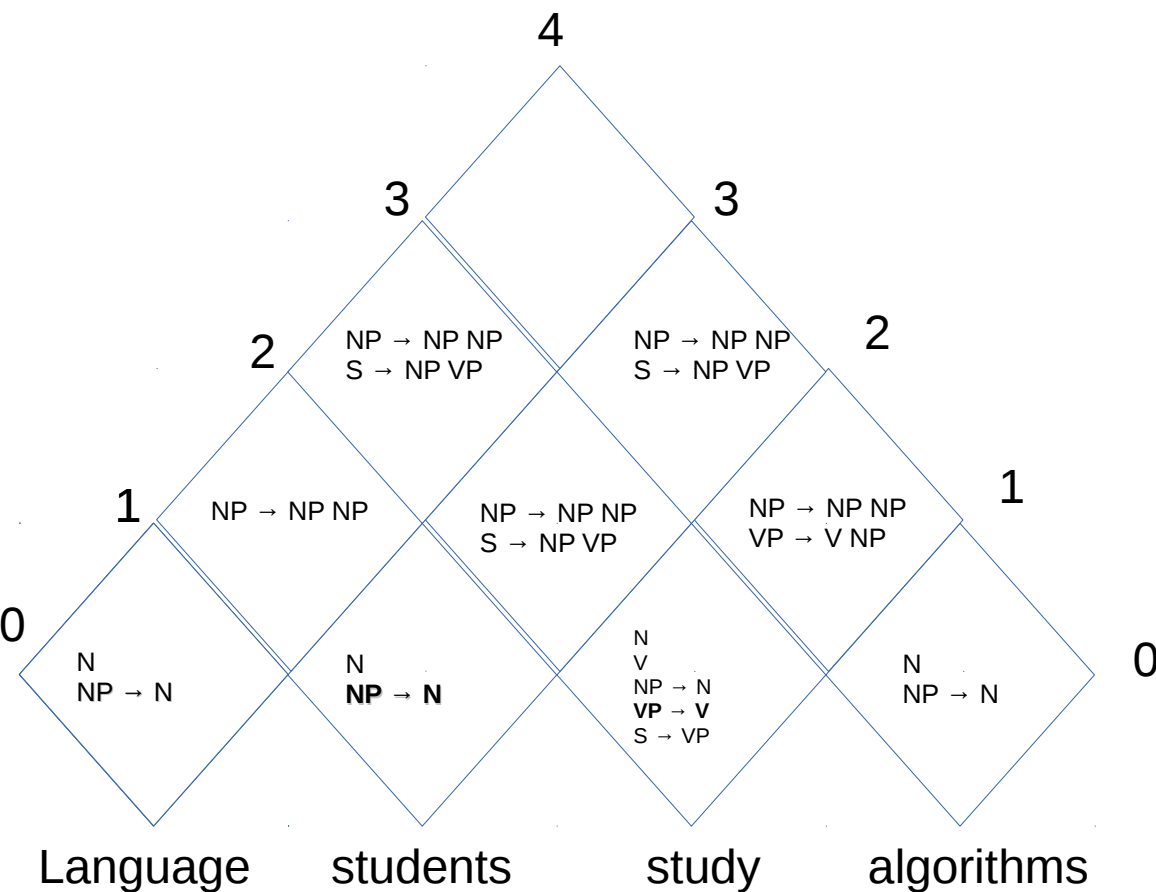 4
3
3
NP → NP NP
S → NP VP
NP → NP NP
S → NP VP
2
2
1
1
NP → NP NP
NP → NP NP
S → NP VP
NP → NP NP
VP → V NP
0
0
N
NP → N
N
NP → N
N
V
NP → N
VP → V
S → VP
N
NP → N
Language students study algorithms